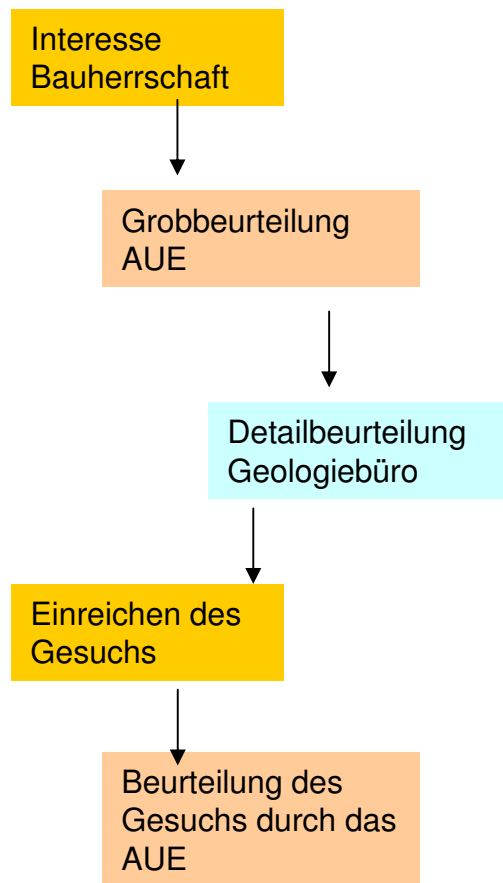 Interesse
Bauherrschaft
Grobbeurteilung
AUE
Detailbeurteilung
Geologiebüro
Einreichen des
Gesuchs
Beurteilung des
Gesuchs durch das
AUE